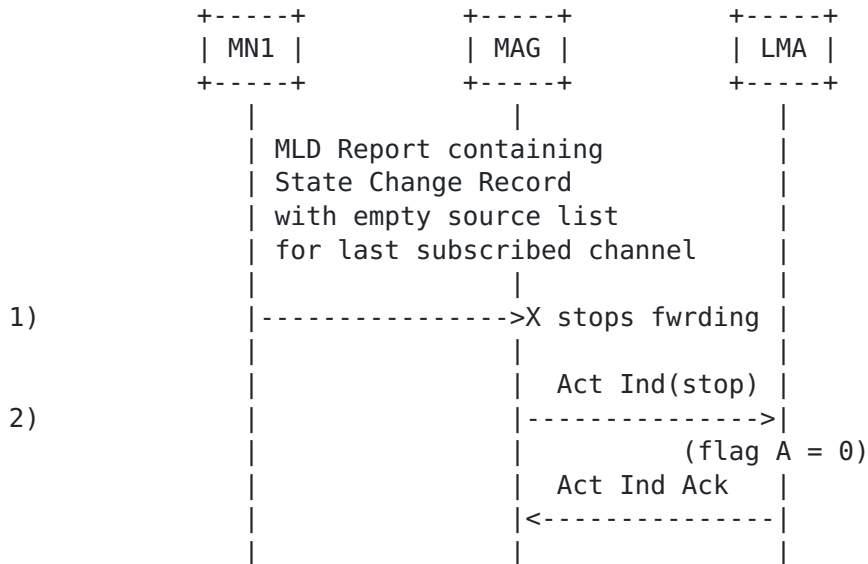 +-----+          +-----+          +-----+
| MN1 |          | MAG |          | LMA |
+-----+          +-----+          +-----+
   |                |                |
   | MLD Report containing           |
   | State Change Record             |
   | with empty source list          |
   | for last subscribed channel     |
   |                |                |
1) |---------------->X stops fwrding |
   |                |                |
   |                |  Act Ind(stop) |
2) |                |--------------->|
   |                |          (flag A = 0)
   |                |  Act Ind Ack   |
   |                |<---------------|
   |                |                |